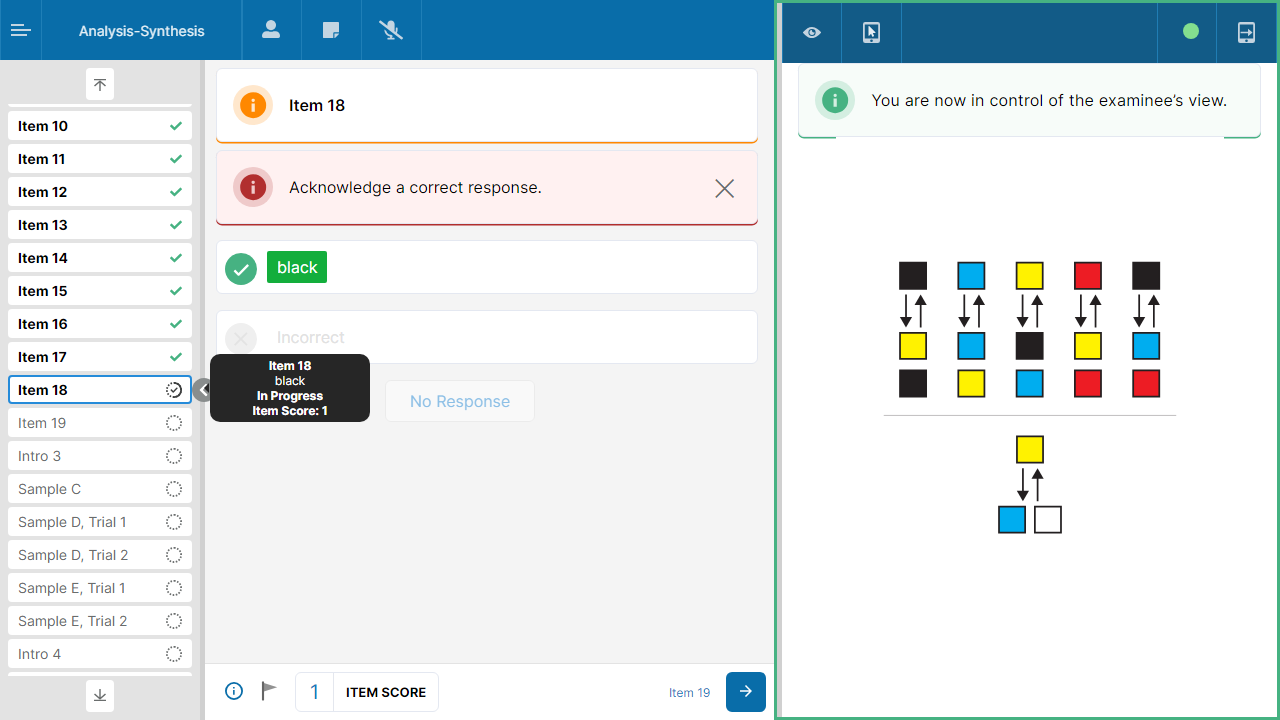 Analysis-Synthesis
Item 10
Item 11
Item 12
Item 13
Item 14
Item 15
Item 16
Item 17
Item 18
Item 19
Intro 3
Sample C
Sample D, Trial 1
Sample D, Trial 2
Sample E, Trial 1
Sample E, Trial 2
Intro 4
Item 18
Acknowledge a correct response.
black
Incorrect
Item 18
black
In Progress
Item Score: 1
No Response
1 ITEM SCORE
Item 19
You are now in control of the examinee’s view.